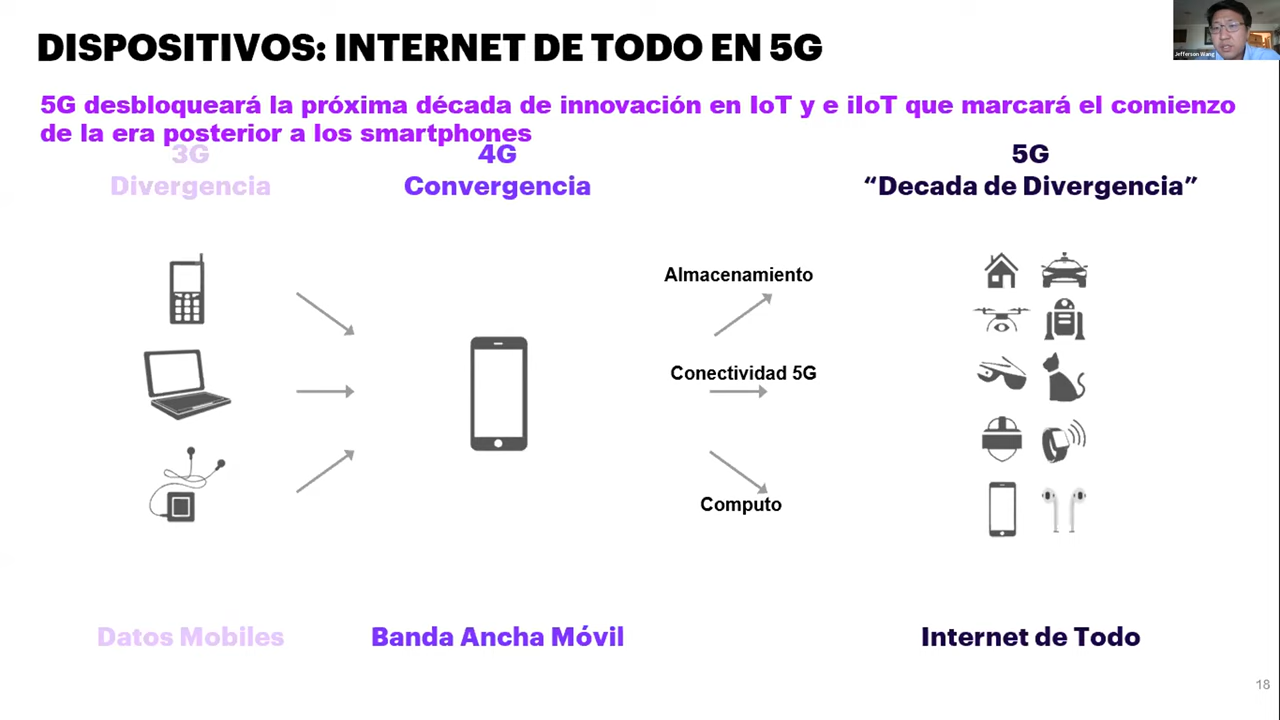 DISPOSITIVOS: INTERNET DE TODO EN 5G
Jefferson Wang
5G desbloqueará la próxima década de innovación en IoT y e iIoT que marcará el comienzo
de la era posterior a los smartphones
3G
Divergencia
4G
Convergencia
5G
“Decada de Divergencia”
Almacenamiento
Conectividad 5G
Computo
Datos Mobiles
Banda Ancha Móvil
Internet de Todo
18